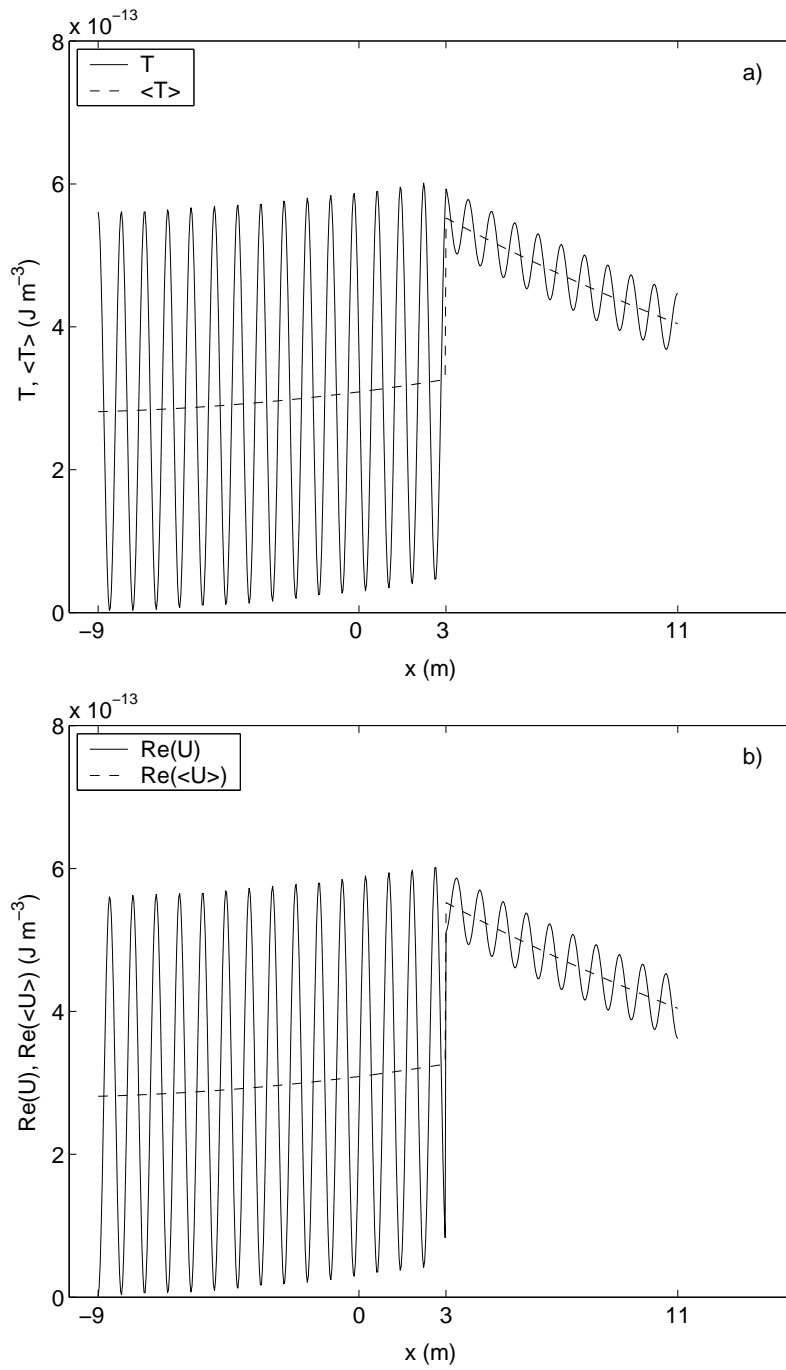 x 10−13
8
6
4
2
0
T, <T> (J m−3)
T
<T>
a)
−9 0 3 11
x (m)
x 10−13
8
6
4
2
0
Re(U), Re(<U>) (J m−3)
Re(U)
Re(<U>)
b)
−9 0 3 11
x (m)